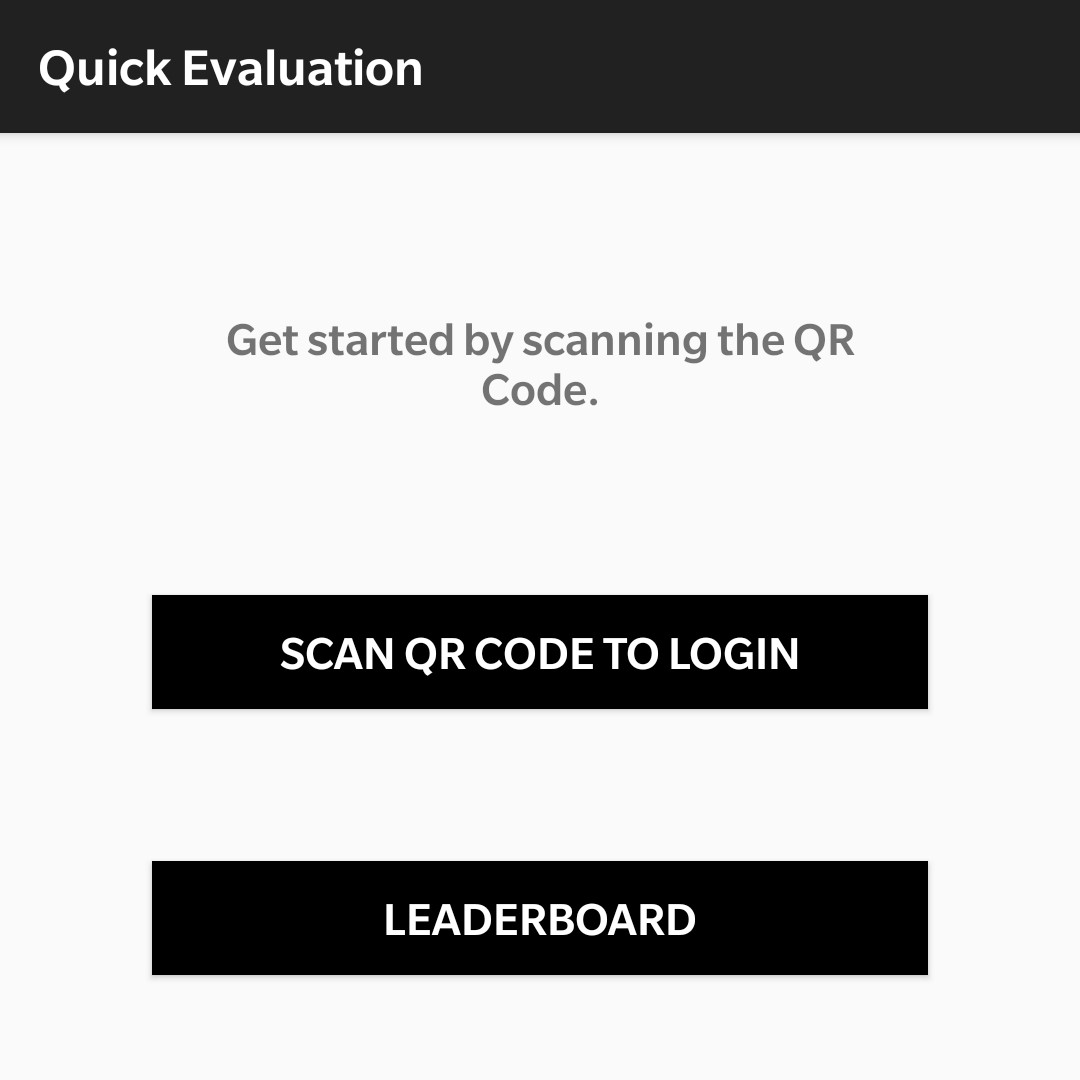 Quick Evaluation
Get started by scanning the QR
Code.
SCAN QR CODE TO LOGIN
LEADERBOARD